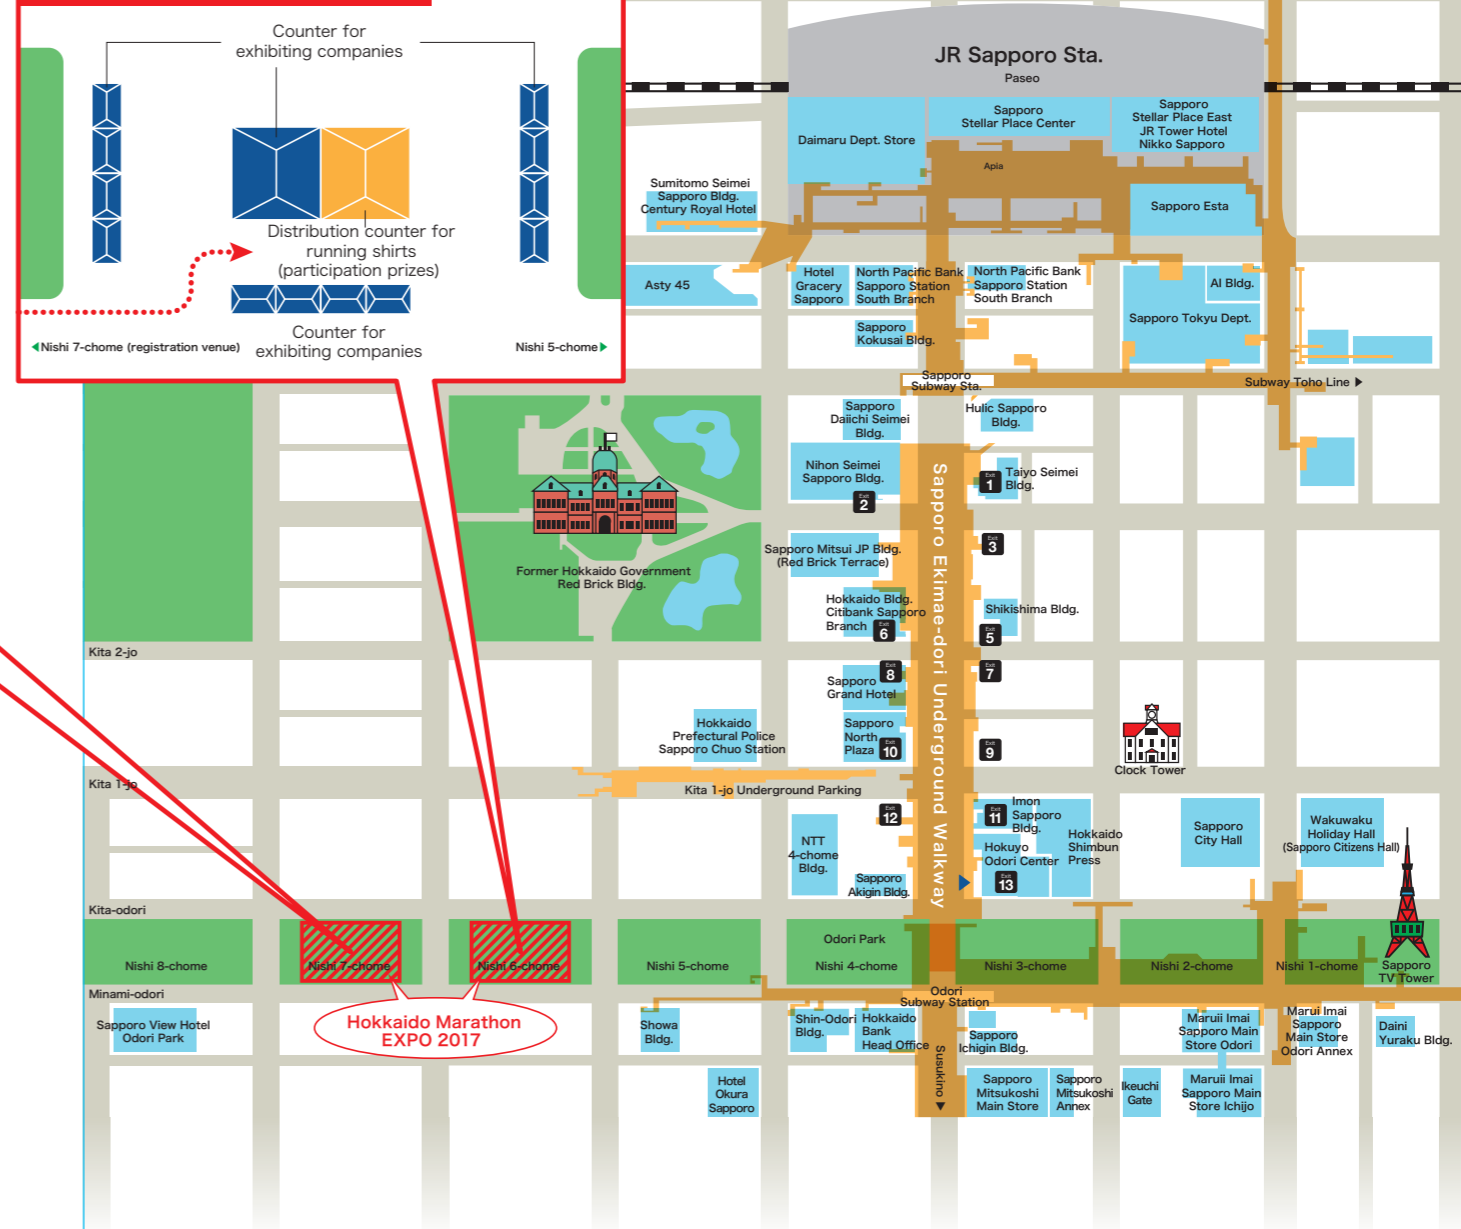 Counter for
exhibiting companies
Distribution counter for
running shirts
(participation prizes)
Counter for
exhibiting companies
◀Nishi 7-chome (registration venue)
Nishi 5-chome▶
JR Sapporo Sta.
Paseo
Daimaru Dept. Store
Sapporo
Stellar Place Center
Sapporo
Stellar Place East
JR Tower Hotel
Nikko Sapporo
Apia
Sumitomo Seimei
Sapporo Bldg.
Century Royal Hotel
Sapporo Esta
Asty 45
Hotel
Gracery
Sapporo
North Pacific Bank
Sapporo Station
South Branch
North Pacific Bank
Sapporo Station
South Branch
AI Bldg.
Sapporo Tokyu Dept.
Sapporo
Kokusai Bldg.
Sapporo
Subway Sta.
Subway Toho Line ▶
Sapporo
Daiichi Seimei
Bldg.
Hulic Sapporo
Bldg.
Nihon Seimei
Sapporo Bldg.
Exit
2
Exit
1
Taiyo Seimei
Bldg.
Sapporo Ekimae-dori Underground Walkway
Sapporo Mitsui JP Bldg.
(Red Brick Terrace)
Exit
3
Former Hokkaido Government
Red Brick Bldg.
Hokkaido Bldg.
Citibank Sapporo
Branch
Exit
6
Shikishima Bldg.
Exit
5
Kita 2-jo
Exit
8
Sapporo
Grand Hotel
Exit
7
Hokkaido
Prefectural Police
Sapporo Chuo Station
Sapporo
North
Plaza
Exit
10
Exit
9
Clock Tower
Kita 1-jo
Kita 1-jo Underground Parking
Exit
12
Exit
11
Imon
Sapporo
Bldg.
NTT
4-chome
Bldg.
Hokuyo
Odori Center
Hokkaido
Shimbun
Press
Sapporo
City Hall
Wakuwaku
Holiday Hall
(Sapporo Citizens Hall)
Sapporo
Akigin Bldg.
Exit
13
Kita-odori
Odori Park
Nishi 8-chome
Nishi 7-chome
Nishi 6-chome
Nishi 5-chome
Nishi 4-chome
Nishi 3-chome
Nishi 2-chome
Nishi 1-chome
Sapporo
TV Tower
Minami-odori
Odori
Subway Station
Hokkaido Marathon
EXPO 2017
Sapporo View Hotel
Odori Park
Showa
Bldg.
Shin-Odori
Bldg.
Hokkaido
Bank
Head Office
Sapporo
Ichigin Bldg.
Maruii Imai
Sapporo Main
Store Odori
Marui Imai
Sapporo
Main Store
Odori Annex
Daini
Yuraku Bldg.
Susukino ▼
Hotel
Okura
Sapporo
Sapporo
Mitsukoshi
Main Store
Sapporo
Mitsukoshi
Annex
Ikeuchi
Gate
Maruii Imai
Sapporo Main
Store Ichijo